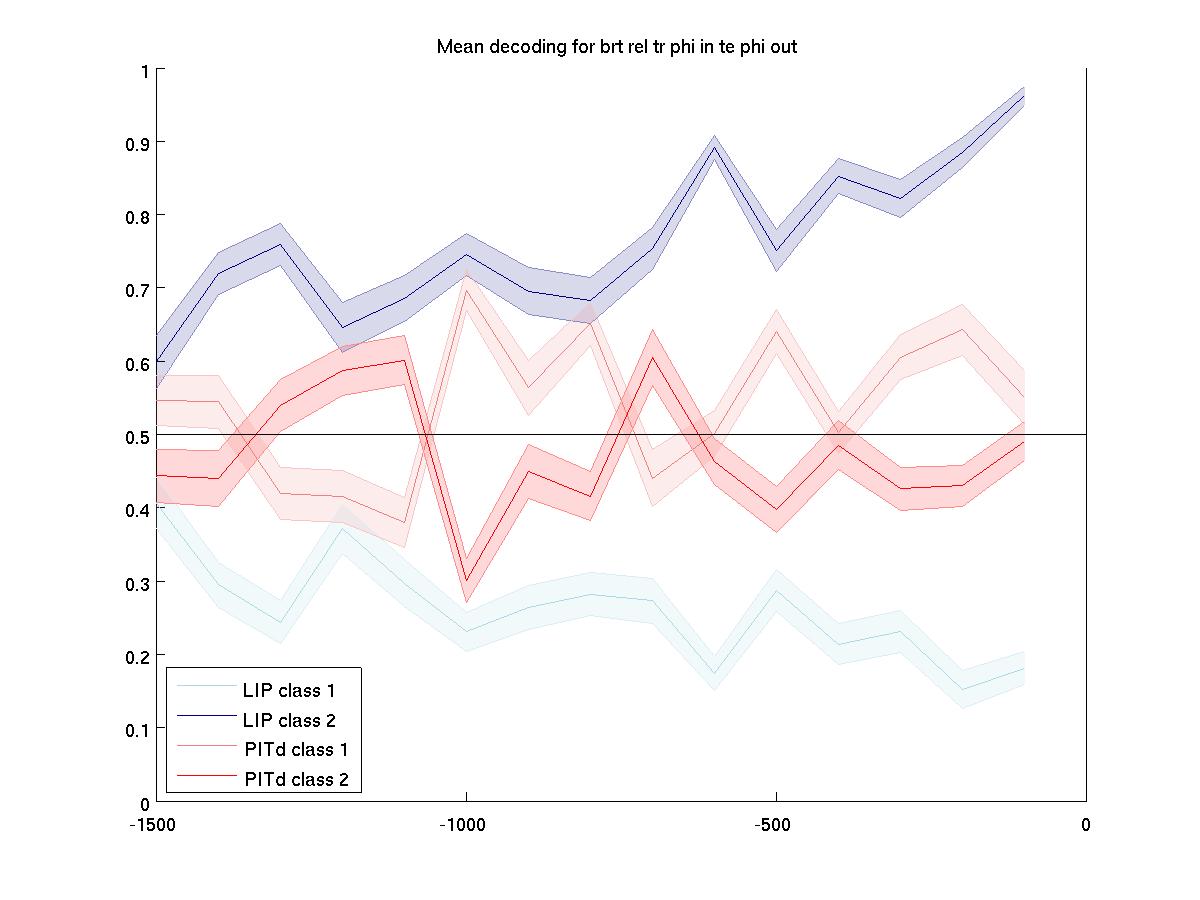 Mean decoding for brt rel tr phi in te phi out
1
0.9
0.8
0.7
0.6
0.5
0.4
0.3
0.2
0.1
0
LIP class 1
LIP class 2
PITd class 1
PITd class 2
-1500 -1000 -500 0